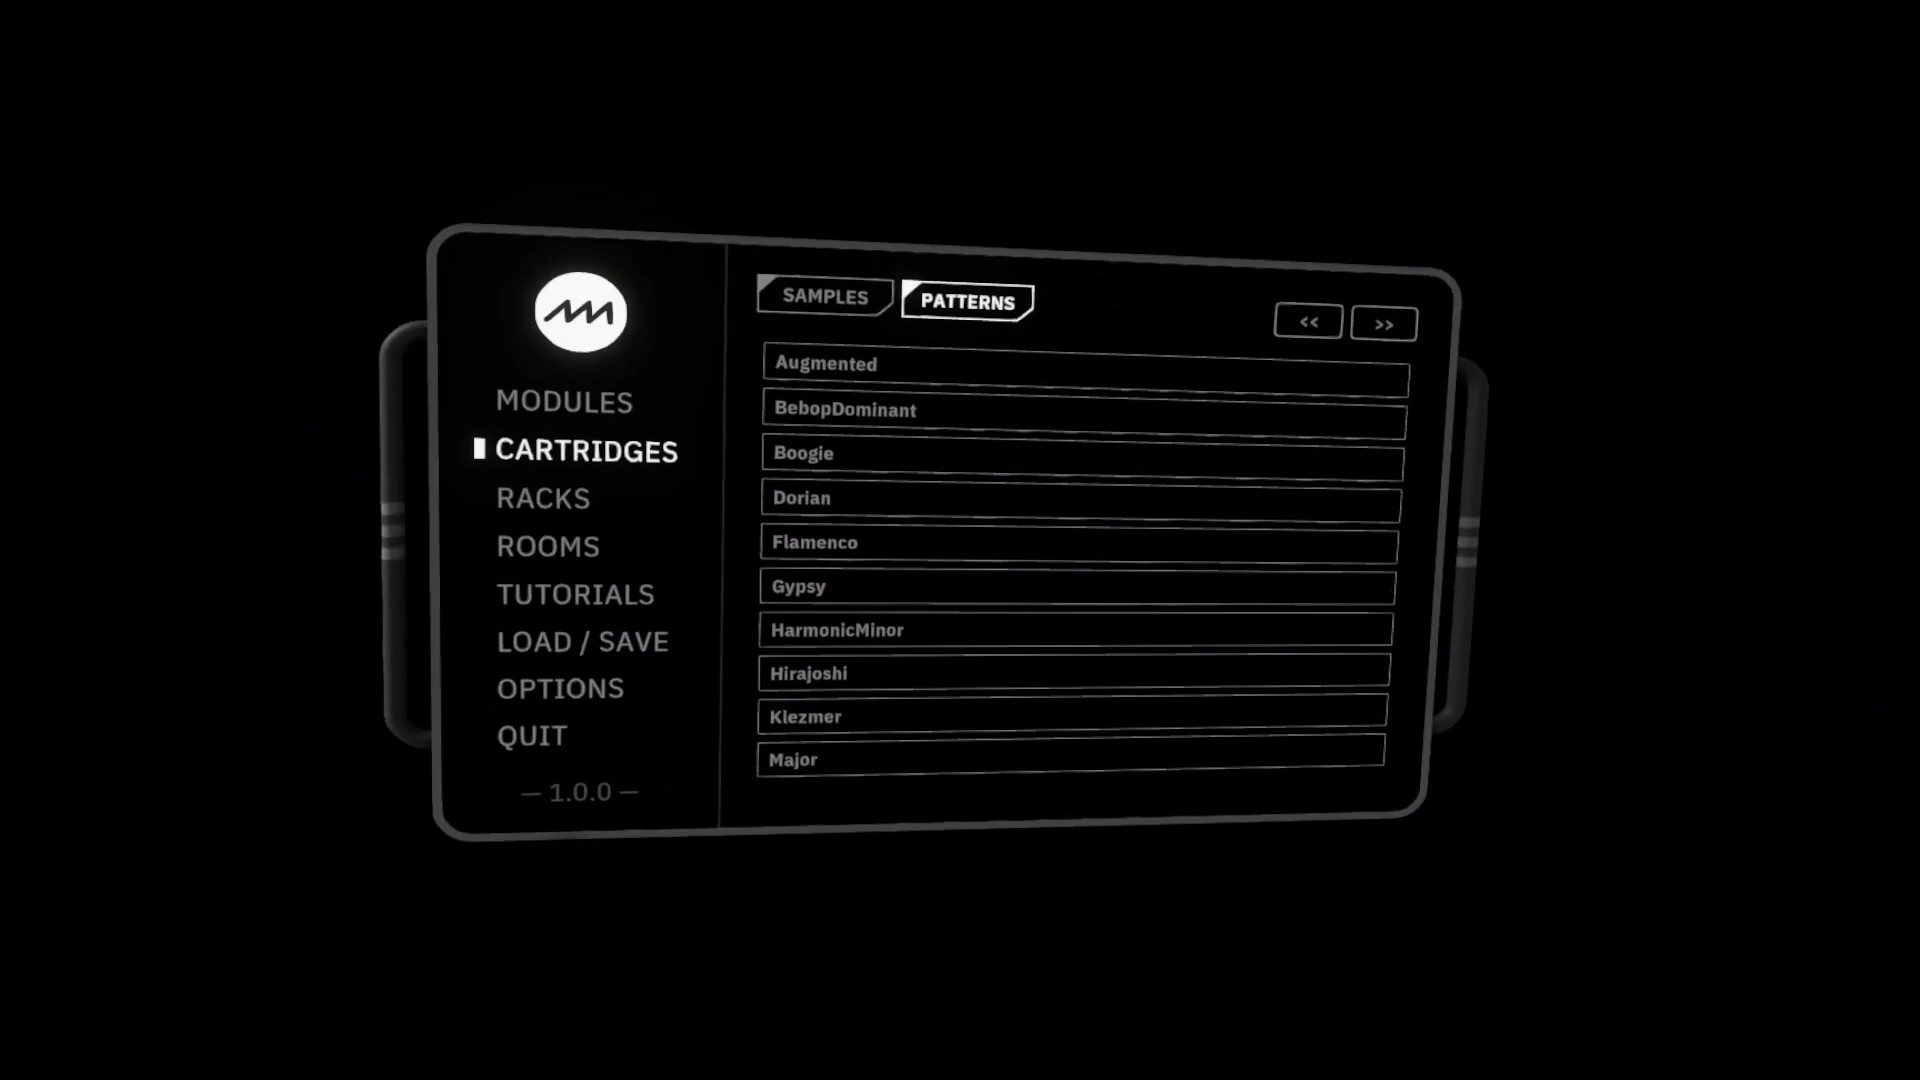 MODULES
CARTRIDGES
RACKS
ROOMS
TUTORIALS
LOAD / SAVE
OPTIONS
QUIT
— 1.0.0 —
SAMPLES
PATTERNS
<<
>>
Augmented
BebopDominant
Boogie
Dorian
Flamenco
Gypsy
HarmonicMinor
Hirajoshi
Klezmer
Major